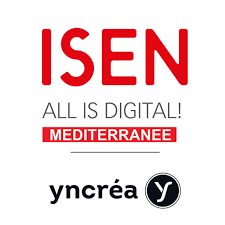 ISEN
ALL IS DIGITAL!
MEDITERRANEE
yncréa y